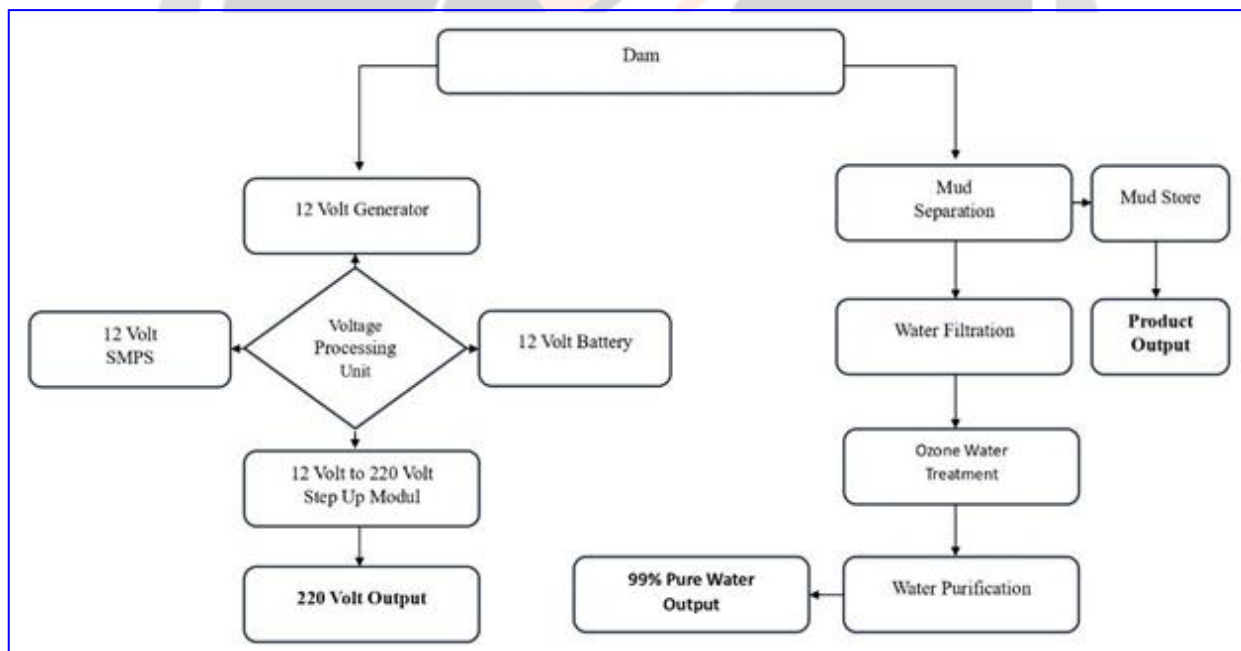 Dam
12 Volt Generator
Mud
Separation
Mud Store
12 Volt
SMPS
Voltage
Processing
Unit
12 Volt Battery
Water Filtration
Product
Output
12 Volt to 220 Volt
Step Up Modul
Ozone Water
Treatment
220 Volt Output
99% Pure Water
Output
Water Purification